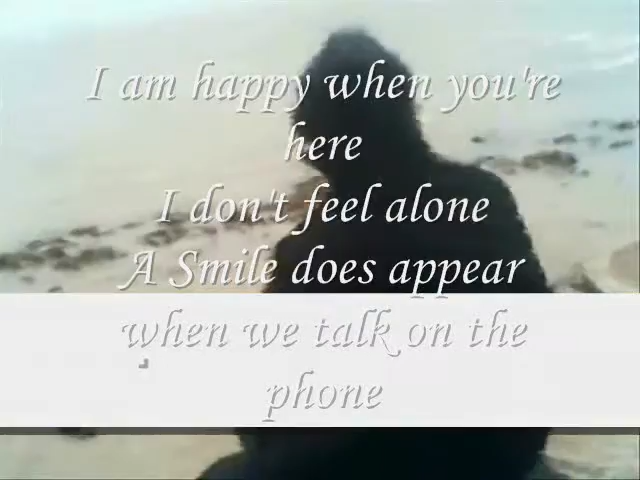 I am happy when you're
here
I don't feel alone
A Smile does appear
when we talk on the
phone